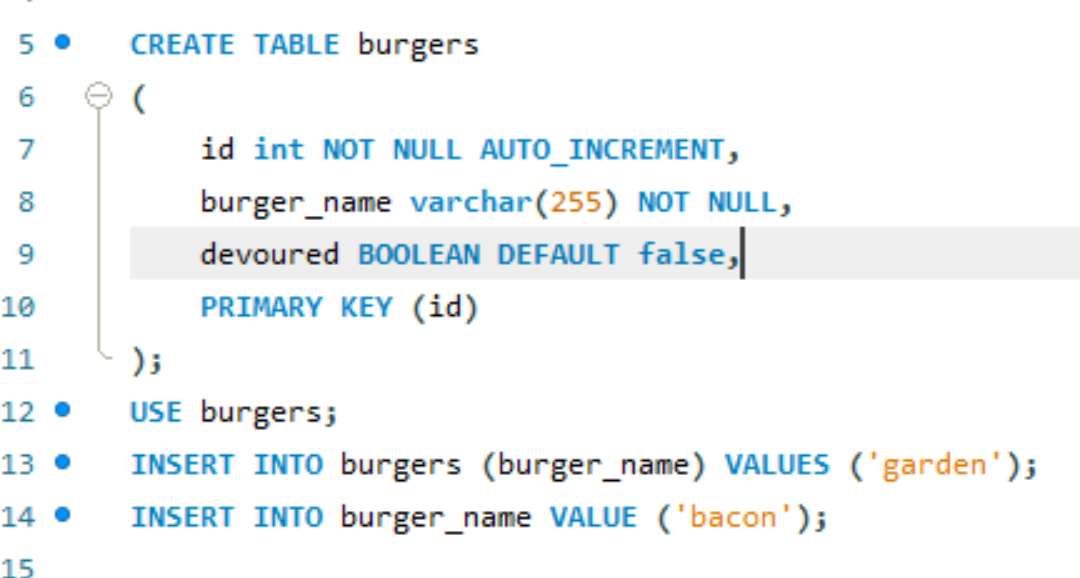 5 CREATE TABLE burgers
6 (
7 id int NOT NULL AUTO_INCREMENT,
8 burger_name varchar(255) NOT NULL,
9 devoured BOOLEAN DEFAULT false,
10 PRIMARY KEY (id)
11 );
12 USE burgers;
13 INSERT INTO burgers (burger_name) VALUES ('garden');
14 INSERT INTO burger_name VALUE ('bacon');
15